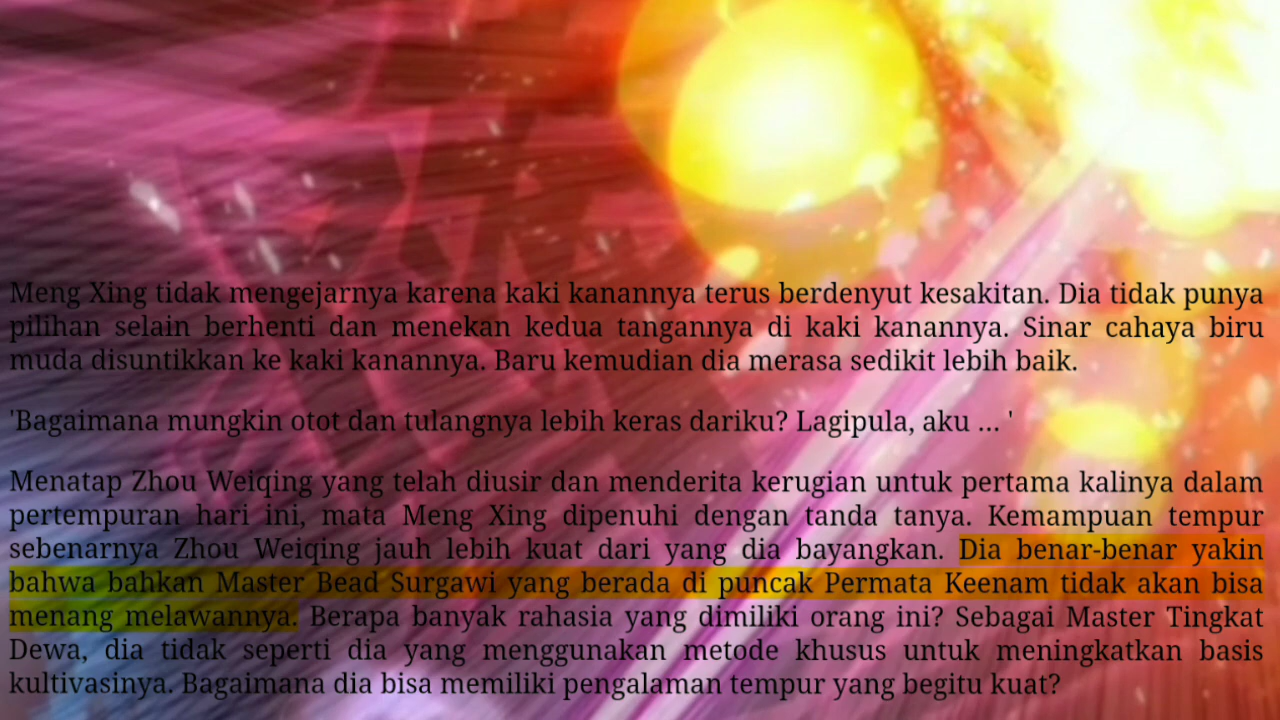 Meng Xing tidak mengejarnya karena kaki kanannya terus berdenyut kesakitan. Dia tidak punya
pilihan selain berhenti dan menekan kedua tangannya di kaki kanannya. Sinar cahaya biru
muda disuntikkan ke kaki kanannya. Baru kemudian dia merasa sedikit lebih baik.
'Bagaimana mungkin otot dan tulangnya lebih keras dariku? Lagipula, aku ... '
Menatap Zhou Weiqing yang telah diusir dan menderita kerugian untuk pertama kalinya dalam
pertempuran hari ini, mata Meng Xing dipenuhi dengan tanda tanya. Kemampuan tempur
sebenarnya Zhou Weiqing jauh lebih kuat dari yang dia bayangkan. Dia benar-benar yakin
bahwa bahkan Master Bead Surgawi yang berada di puncak Permata Keenam tidak akan bisa
menang melawannya. Berapa banyak rahasia yang dimiliki orang ini? Sebagai Master Tingkat
Dewa, dia tidak seperti dia yang menggunakan metode khusus untuk meningkatkan basis
kultivasinya. Bagaimana dia bisa memiliki pengalaman tempur yang begitu kuat?